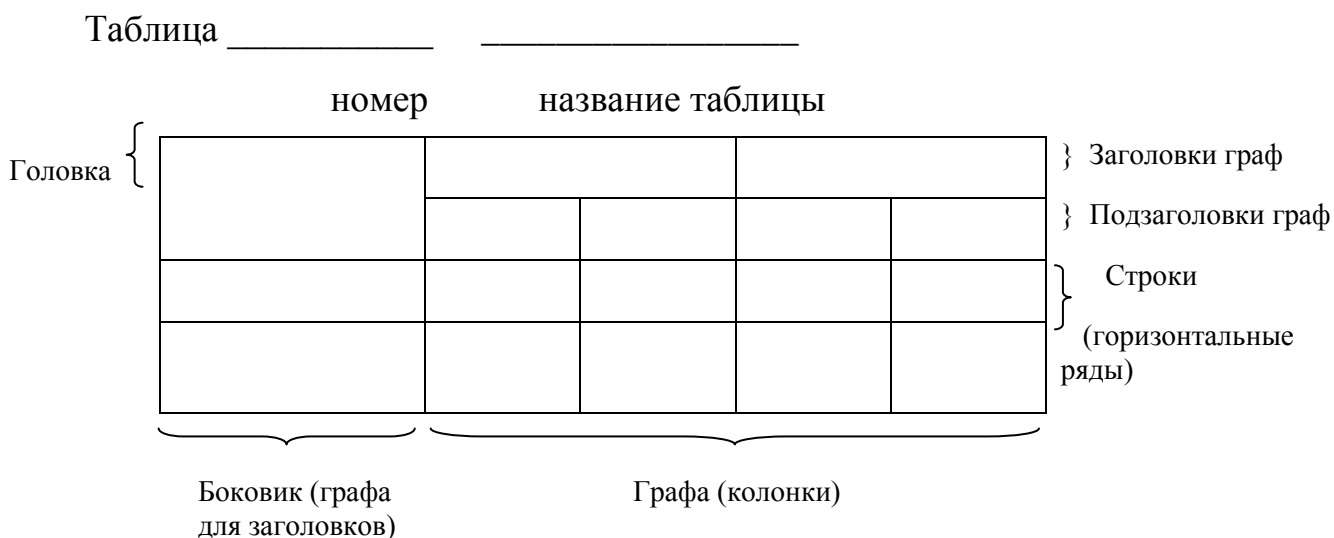 Таблица ___________ _________________
номер название таблицы
Головка
} Заголовки граф
} Подзаголовки граф
Строки
(горизонтальные
ряды)
Боковик (графа
для заголовков)
Графа (колонки)